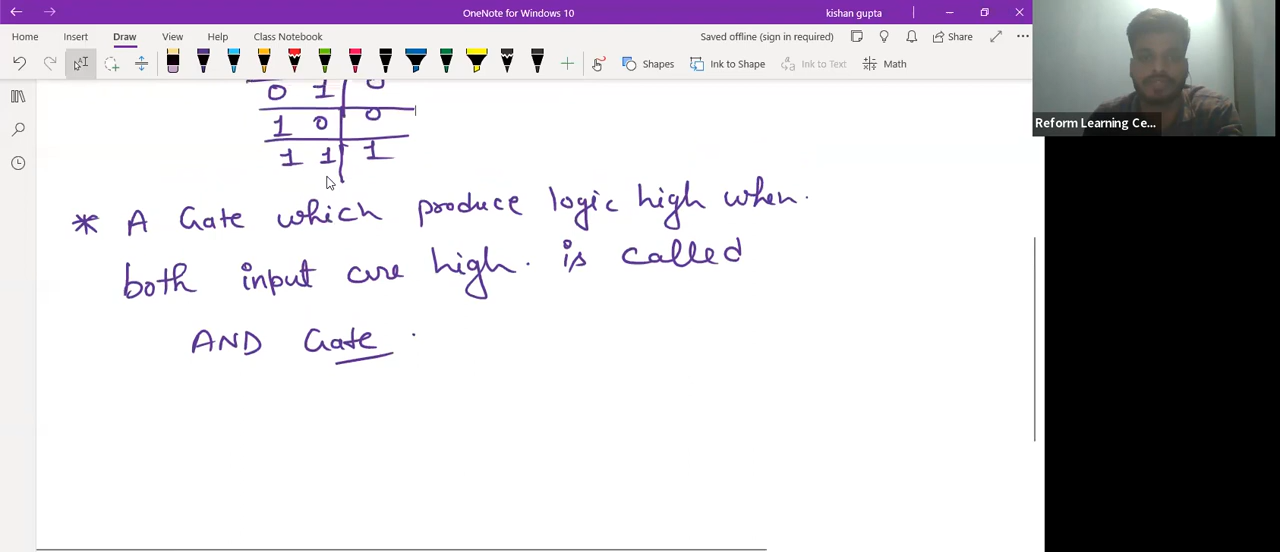 OneNote for Windows 10
kishan gupta
Home Insert Draw View Help Class Notebook
Saved offline (sign in required)
Share
Shapes
Ink to Shape
Ink to Text
Math
Reform Learning Ce...
0 1 0
1 0 0
1 1 1
* A Gate which produce logic high when.
both input are high. is called
AND Gate.